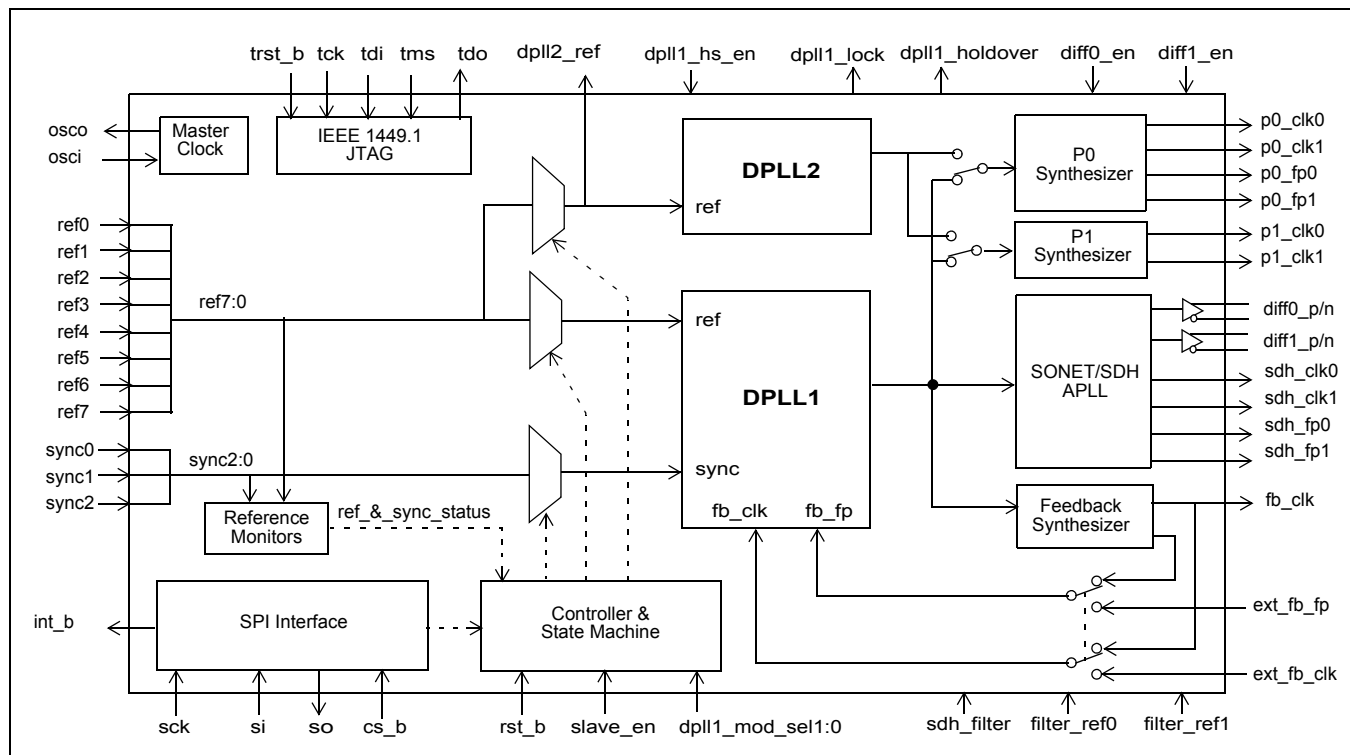 trst_b tck tdi tms tdo dpll2_ref dpll1_hs_en dpll1_lock dpll1_holdover diff0_en diff1_en
osco
osci
Master
Clock
IEEE 1449.1
JTAG
DPLL2
ref
P0
Synthesizer
p0_clk0
p0_clk1
p0_fp0
p0_fp1
P1
Synthesizer
p1_clk0
p1_clk1
ref0
ref1
ref2
ref3
ref4
ref5
ref6
ref7
ref7:0
ref
DPLL1
sync
fb_clk fb_fp
SONET/SDH
APLL
diff0_p/n
diff1_p/n
sdh_clk0
sdh_clk1
sdh_fp0
sdh_fp1
sync0
sync1
sync2
sync2:0
Reference
Monitors
ref_&_sync_status
Feedback
Synthesizer
fb_clk
int_b
SPI Interface
Controller &
State Machine
ext_fb_fp
ext_fb_clk
sck si so cs_b rst_b slave_en dpll1_mod_sel1:0 sdh_filter filter_ref0 filter_ref1